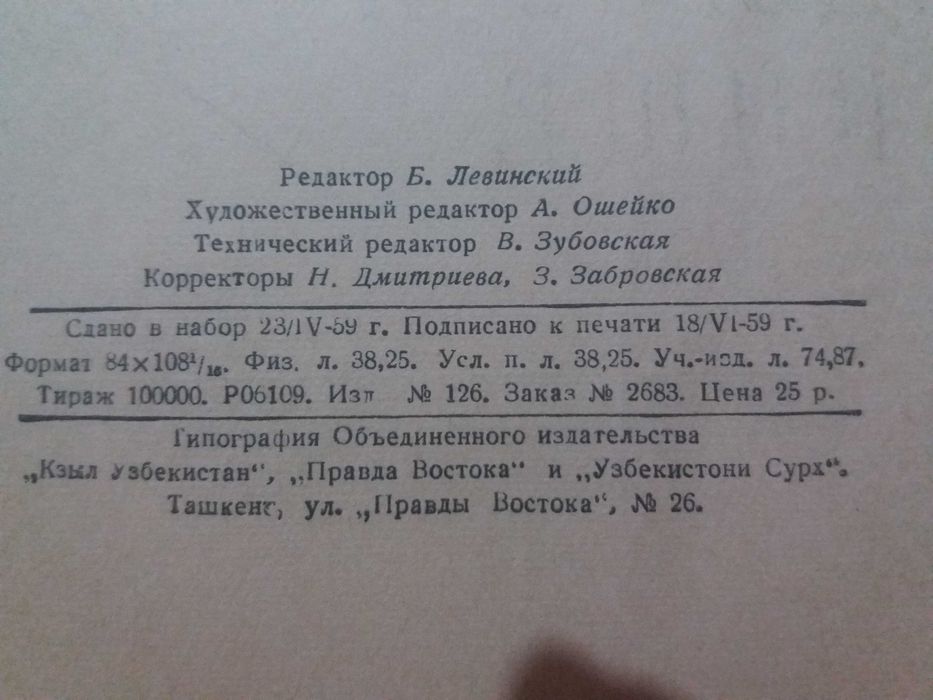 Редактор Б. Левинский
Художественный редактор А. Ошейко
Технический редактор В. Зубовская
Корректоры Н. Дмитриева, З. Забровская
Сдано в набор 23/IV-59 г. Подписано к печати 18/VI-59 г.
Формат 84×108¹/₁₆. Физ. л. 38,25. Усл. п. л. 38,25. Уч.-изд. л. 74,87.
Тираж 100000. Р06109. Изд № 126. Заказ № 2683. Цена 25 р.
Типография Объединенного издательства
„Кзыл Узбекистан“, „Правда Востока“ и „Узбекистони Сурх“.
Ташкент, ул. „Правды Востока“, № 26.